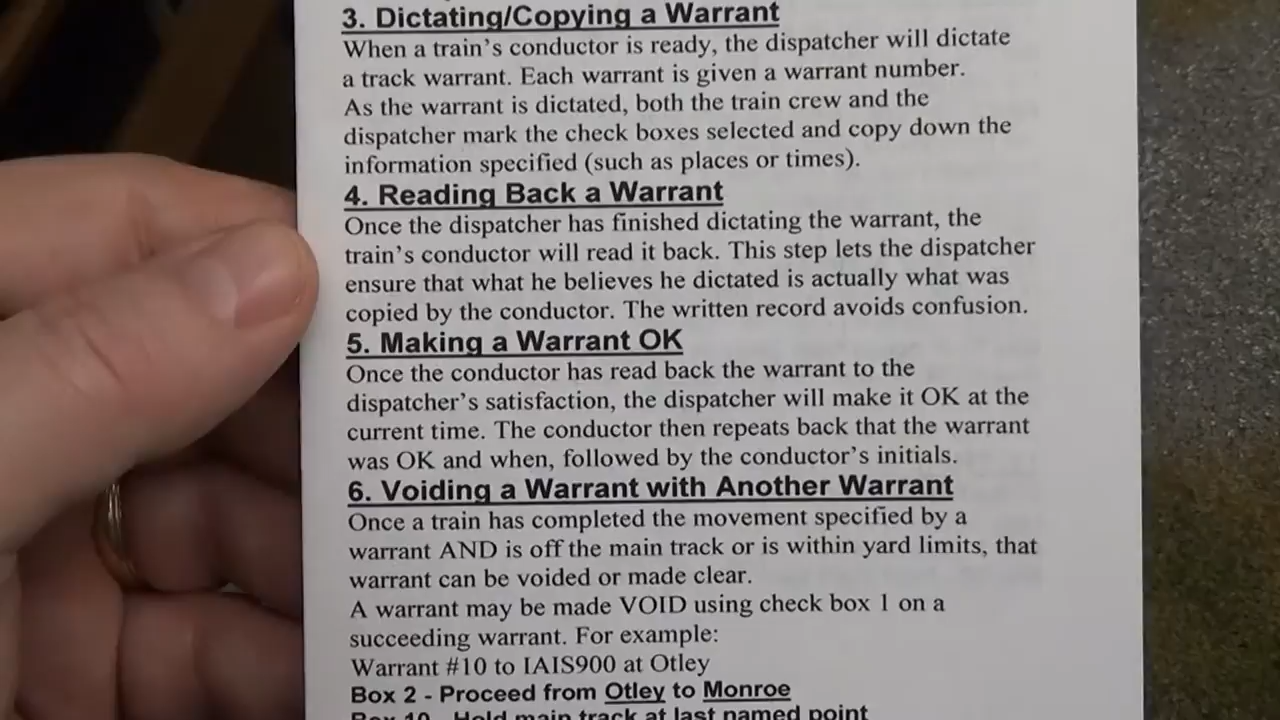 3. Dictating/Copying a Warrant
When a train's conductor is ready, the dispatcher will dictate
a track warrant. Each warrant is given a warrant number.
As the warrant is dictated, both the train crew and the
dispatcher mark the check boxes selected and copy down the
information specified (such as places or times).
4. Reading Back a Warrant
Once the dispatcher has finished dictating the warrant, the
train's conductor will read it back. This step lets the dispatcher
ensure that what he believes he dictated is actually what was
copied by the conductor. The written record avoids confusion.
5. Making a Warrant OK
Once the conductor has read back the warrant to the
dispatcher's satisfaction, the dispatcher will make it OK at the
current time. The conductor then repeats back that the warrant
was OK and when, followed by the conductor's initials.
6. Voiding a Warrant with Another Warrant
Once a train has completed the movement specified by a
warrant AND is off the main track or is within yard limits, that
warrant can be voided or made clear.
A warrant may be made VOID using check box 1 on a
succeeding warrant. For example:
Warrant #10 to IAIS900 at Otley
Box 2 - Proceed from Otley to Monroe
Box 10 - Hold main track at last named point